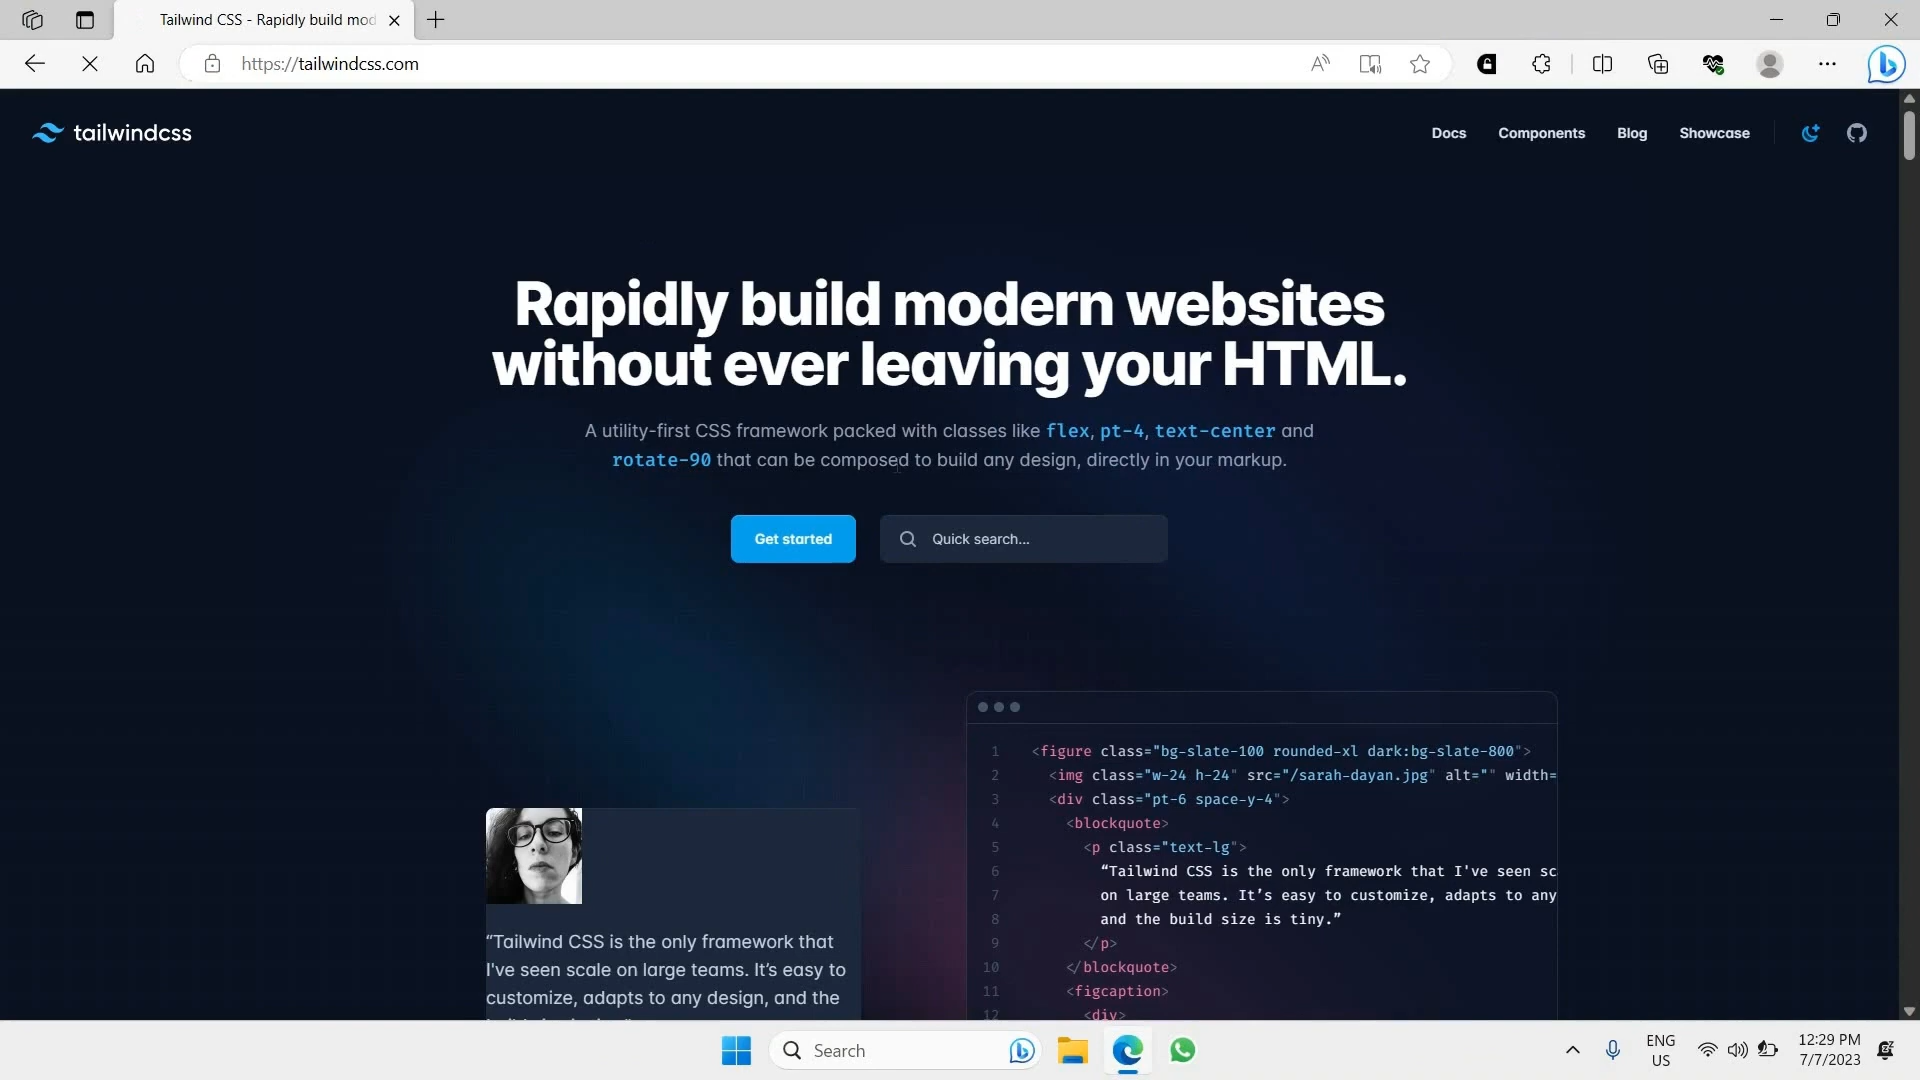 Tailwind CSS - Rapidly build mod
https://tailwindcss.com
tailwindcss
Docs
Components
Blog
Showcase
Rapidly build modern websites
without ever leaving your HTML.
A utility-first CSS framework packed with classes like flex, pt-4, text-center and
rotate-90 that can be composed to build any design, directly in your markup.
Get started
Quick search...
“Tailwind CSS is the only framework that
I've seen scale on large teams. It’s easy to
customize, adapts to any design, and the
1 <figure class="bg-slate-100 rounded-xl dark:bg-slate-800">
2 <img class="w-24 h-24" src="/sarah-dayan.jpg" alt="" width=
3 <div class="pt-6 space-y-4">
4 <blockquote>
5 <p class="text-lg">
6 “Tailwind CSS is the only framework that I've seen sc
7 on large teams. It’s easy to customize, adapts to any
8 and the build size is tiny.”
9 </p>
10 </blockquote>
11 <figcaption>
12 <div>
Search
ENG
US
12:29 PM
7/7/2023